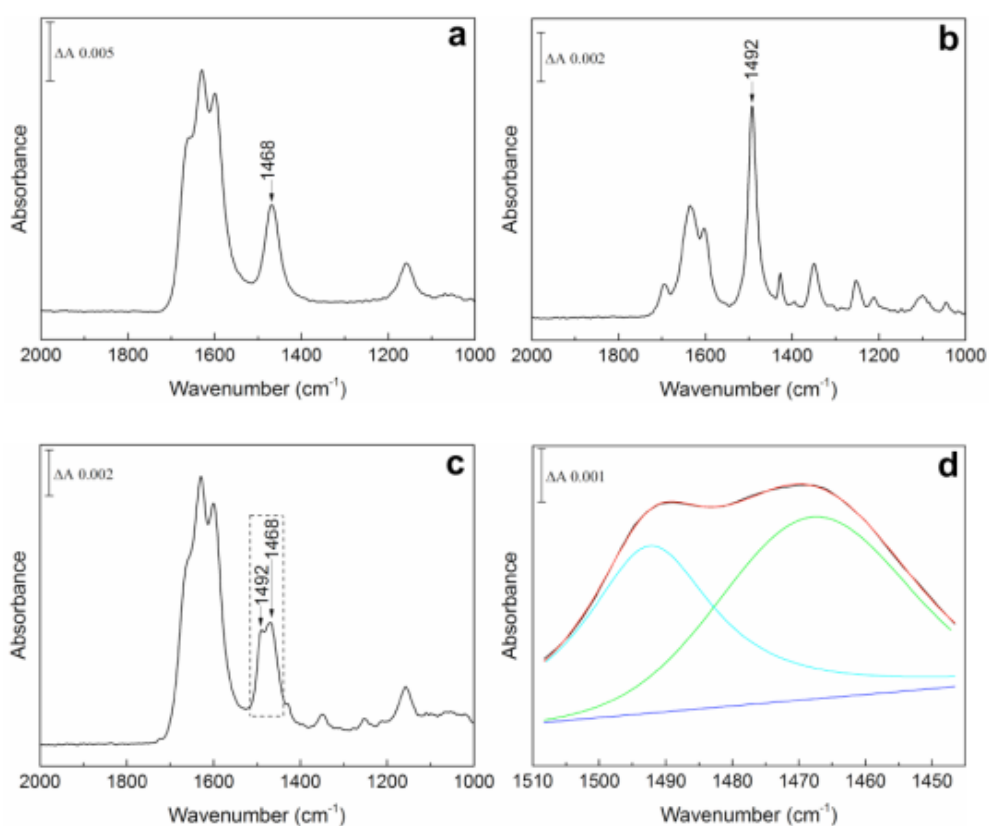 a
ΔA 0.005
1468
Absorbance
2000 1800 1600 1400 1200 1000
Wavenumber (cm⁻¹)
b
ΔA 0.002
1492
Absorbance
2000 1800 1600 1400 1200 1000
Wavenumber (cm⁻¹)
c
ΔA 0.002
1492
1468
Absorbance
2000 1800 1600 1400 1200 1000
Wavenumber (cm⁻¹)
d
ΔA 0.001
Absorbance
1510 1500 1490 1480 1470 1460 1450
Wavenumber (cm⁻¹)